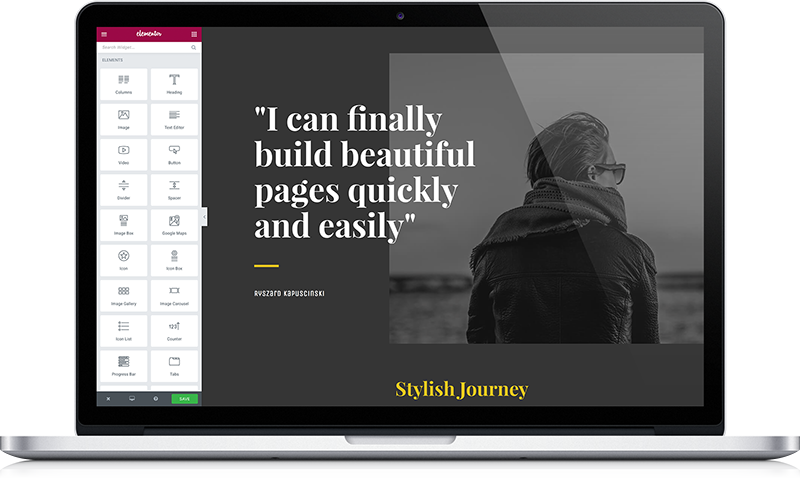 elementor
Search Widget...
ELEMENTS
Columns
Heading
Image
Text Editor
Video
Button
Divider
Spacer
Image Box
Google Maps
Icon
Icon Box
Image Gallery
Image Carousel
Icon List
Counter
Progress Bar
Tabs
SAVE
"I can finally
build beautiful
pages quickly
and easily"
Ryszard Kapuscinski
Stylish Journey